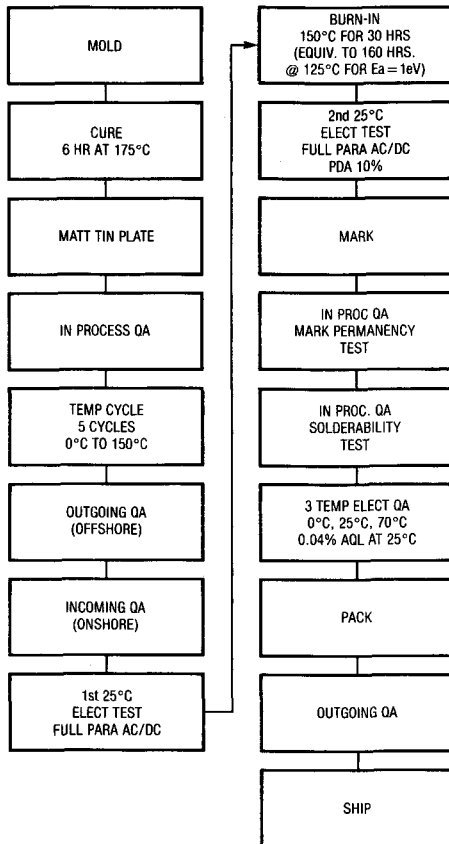 MOLD
CURE
6 HR AT 175°C
MATT TIN PLATE
IN PROCESS QA
TEMP CYCLE
5 CYCLES
0°C TO 150°C
OUTGOING QA
(OFFSHORE)
INCOMING QA
(ONSHORE)
1st 25°C
ELECT TEST
FULL PARA AC/DC
BURN-IN
150°C FOR 30 HRS
(EQUIV. TO 160 HRS.
@ 125°C FOR Ea = 1eV)
2nd 25°C
ELECT TEST
FULL PARA AC/DC
PDA 10%
MARK
IN PROC QA
MARK PERMANENCY
TEST
IN PROC. QA
SOLDERABILITY
TEST
3 TEMP ELECT QA
0°C, 25°C, 70°C
0.04% AQL AT 25°C
PACK
OUTGOING QA
SHIP